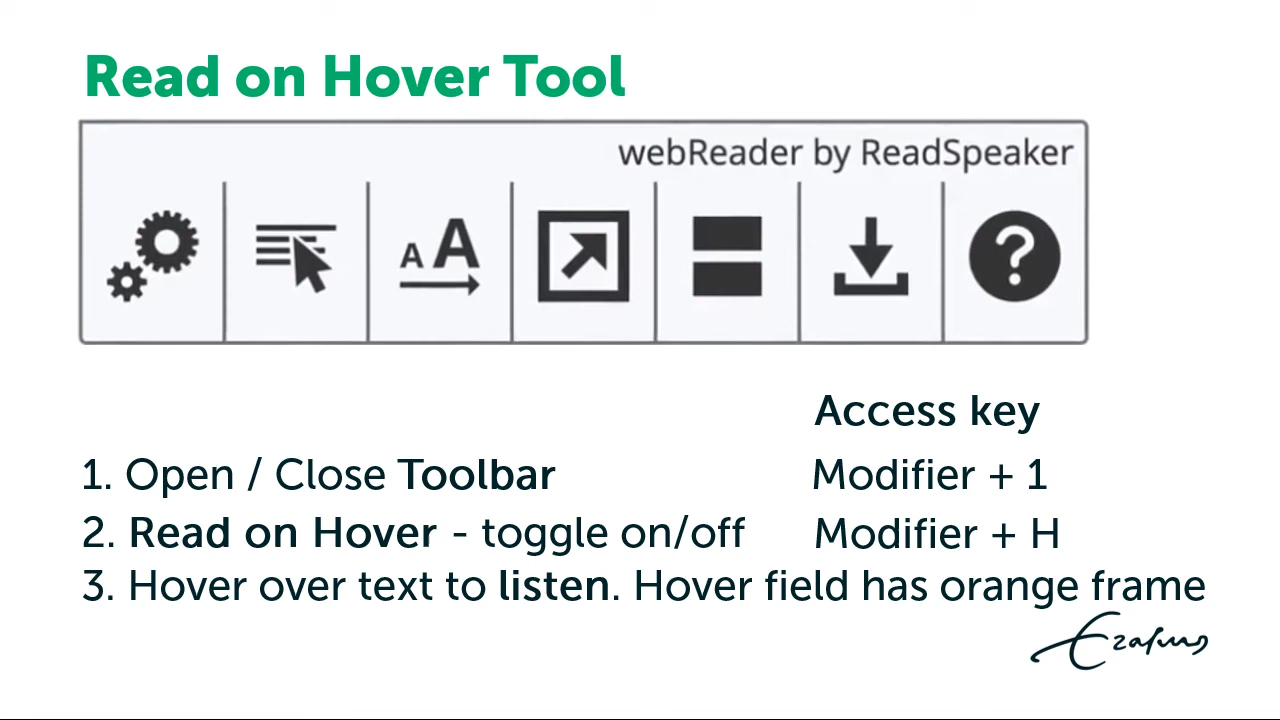 Read on Hover Tool
webReader by ReadSpeaker
A A
?
Access key
1. Open / Close Toolbar Modifier + 1
2. Read on Hover - toggle on/off Modifier + H
3. Hover over text to listen. Hover field has orange frame
Erasmus